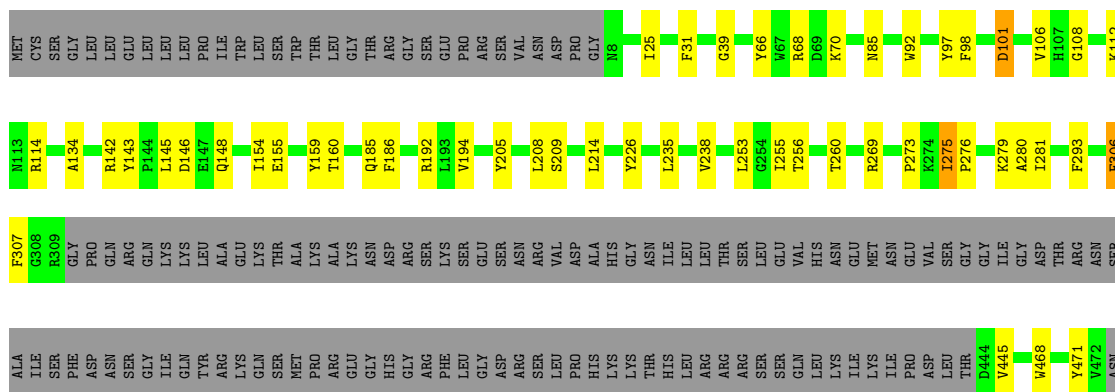 MET CYS SER GLY LEU LEU GLU LEU LEU LEU PRO ILE TRP LEU SER TRP THR LEU GLY THR ARG GLY SER GLU PRO ARG SER VAL ASN ASP PRO GLY N8 I25 F31 G39 Y66 W67 R68 D69 K70 N85 W92 Y97 F98 D101 V106 H107 G108 K112
N113 R114 A134 R142 Y143 P144 L145 D146 E147 Q148 I154 E155 Y159 T160 Q185 F186 R192 L193 V194 Y205 L208 S209 L214 Y226 L235 V238 L253 G254 I255 T256 T260 R269 P273 K274 I275 P276 K279 A280 I281 F293
F307 G308 R309 GLY PRO GLN ARG GLN LYS LYS LEU ALA GLU LYS THR ALA LYS ALA LYS ASN ASP ARG SER LYS SER GLU SER ASN ARG VAL ASP ALA HIS GLY ASN ILE LEU THR SER LEU GLU VAL HIS ASN GLU MET ASN GLU VAL SER GLY GLY ILE GLY ASP THR ARG ASN SER
ALA ILE SER PHE ASP ASN SER GLY ILE GLN TYR ARG LYS GLN SER MET PRO ARG GLU GLY HIS GLY ARG PHE LEU GLY ASP ARG SER LEU PRO HIS LYS LYS THR HIS LEU ARG ARG ARG SER SER GLN LEU LYS ILE LYS ILE PRO ASP LEU THR D444 V445 W468 Y471 V472